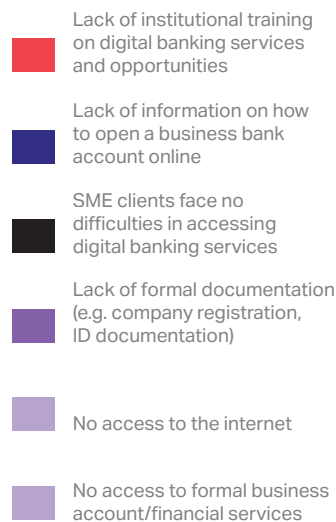 Lack of institutional training
on digital banking services
and opportunities
Lack of information on how
to open a business bank
account online
SME clients face no
difficulties in accessing
digital banking services
Lack of formal documentation
(e.g. company registration,
ID documentation)
No access to the internet
No access to formal business
account/financial services